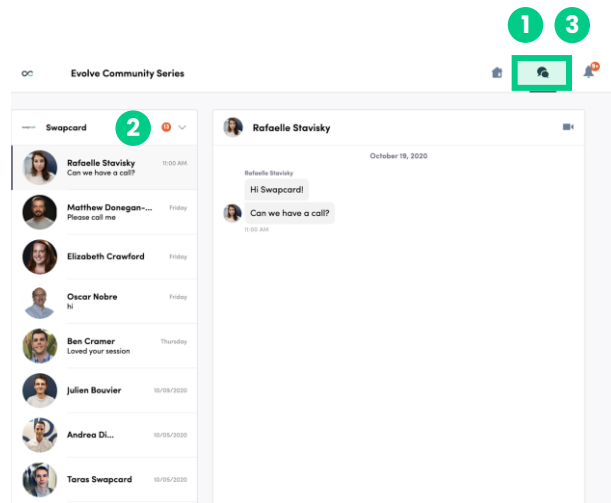 1 3
Evolve Community Series
9+
Swapcard
2
13
Rafaelle Stavisky
11:00 AM
Can we have a call?
Matthew Donegan-...
Friday
Please call me
Elizabeth Crawford
Friday
Oscar Nobre
Friday
hi
Ben Cramer
Thursday
Loved your session
Julien Bouvier
10/09/2020
Andrea Di...
10/05/2020
Taras Swapcard
10/05/2020
Rafaelle Stavisky
October 19, 2020
Rafaelle Stavisky
Hi Swapcard!
Can we have a call?
11:00 AM